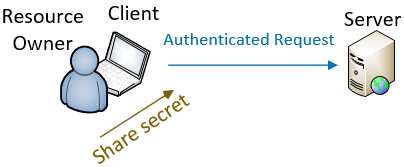 Resource
Owner
Client
Authenticated Request
Server
Share secret